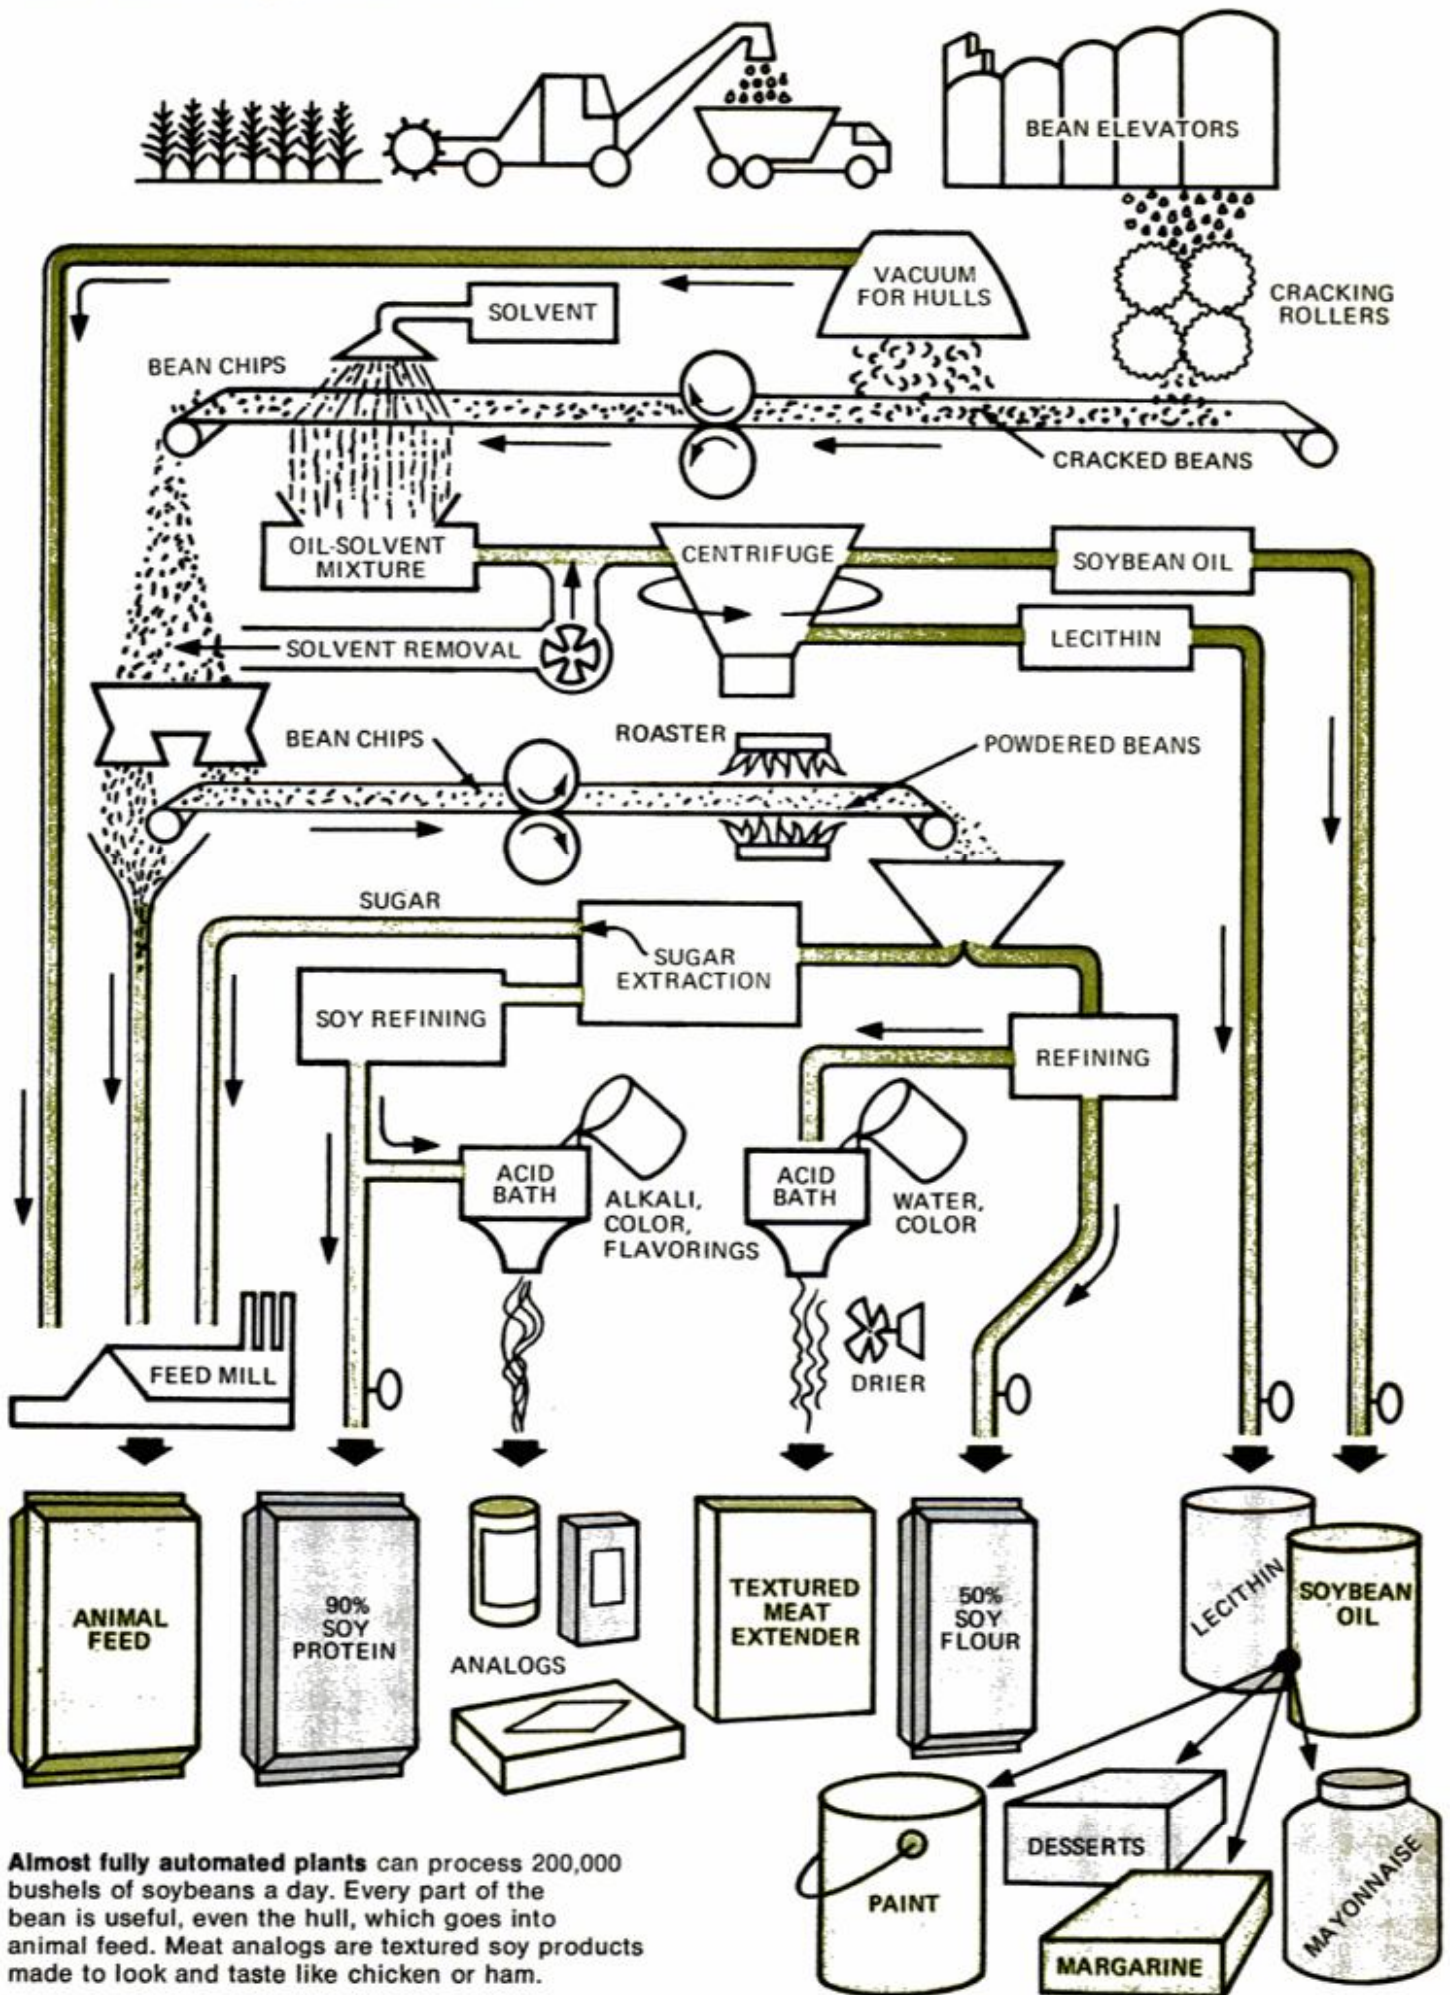 BEAN ELEVATORS
VACUUM
FOR HULLS
CRACKING
ROLLERS
SOLVENT
BEAN CHIPS
CRACKED BEANS
OIL-SOLVENT
MIXTURE
CENTRIFUGE
SOYBEAN OIL
SOLVENT REMOVAL
LECITHIN
BEAN CHIPS
ROASTER
POWDERED BEANS
SUGAR
SUGAR
EXTRACTION
SOY REFINING
REFINING
ACID
BATH
ALKALI,
COLOR,
FLAVORINGS
ACID
BATH
WATER,
COLOR
DRIER
FEED MILL
ANIMAL
FEED
90%
SOY
PROTEIN
ANALOGS
TEXTURED
MEAT
EXTENDER
50%
SOY
FLOUR
LECITHIN
SOYBEAN
OIL
PAINT
DESSERTS
MARGARINE
MAYONNAISE
Almost fully automated plants can process 200,000
bushels of soybeans a day. Every part of the
bean is useful, even the hull, which goes into
animal feed. Meat analogs are textured soy products
made to look and taste like chicken or ham.